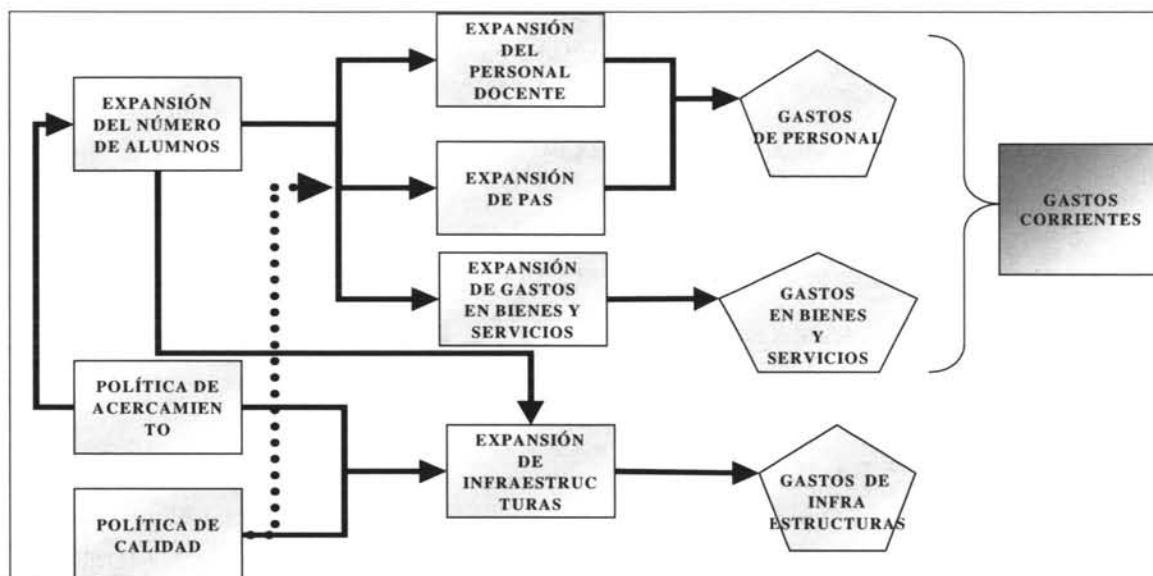 EXPANSIÓN
DEL
PERSONAL
DOCENTE
EXPANSIÓN
DEL NÚMERO
DE ALUMNOS
GASTOS
DE PERSONAL
EXPANSIÓN
DE PAS
GASTOS
CORRIENTES
EXPANSIÓN
DE GASTOS
EN BIENES Y
SERVICIOS
GASTOS
EN BIENES
Y
SERVICIOS
POLÍTICA DE
ACERCAMIEN
TO
EXPANSIÓN
DE
INFRAESTRUC
TURAS
GASTOS DE
INFRA
ESTRUCTURAS
POLÍTICA DE
CALIDAD